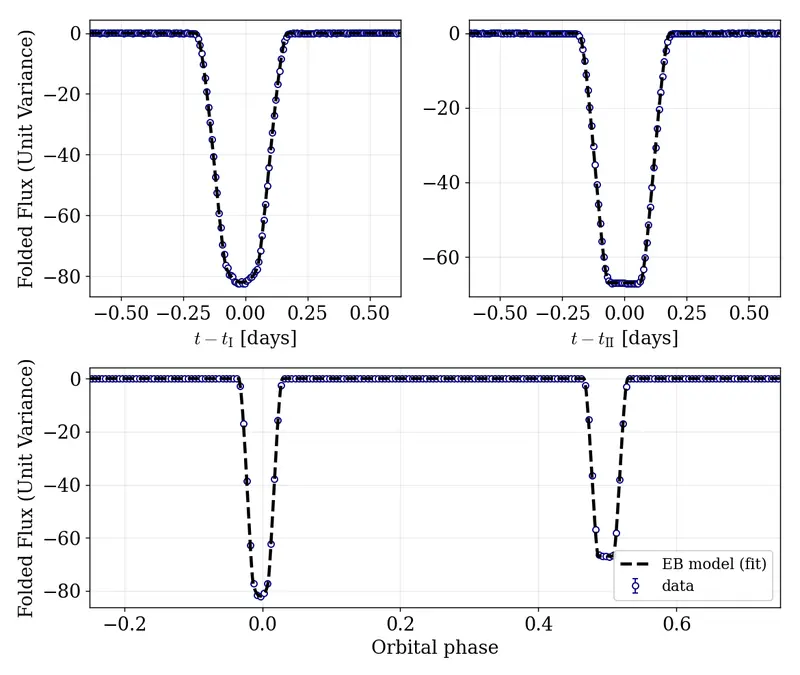 Folded Flux (Unit Variance)
0
−20
−40
−60
−80
−0.50 −0.25 0.00 0.25 0.50
t − tI [days]
0
−20
−40
−60
−0.50 −0.25 0.00 0.25 0.50
t − tII [days]
Folded Flux (Unit Variance)
0
−20
−40
−60
−80
EB model (fit)
data
−0.2 0.0 0.2 0.4 0.6
Orbital phase